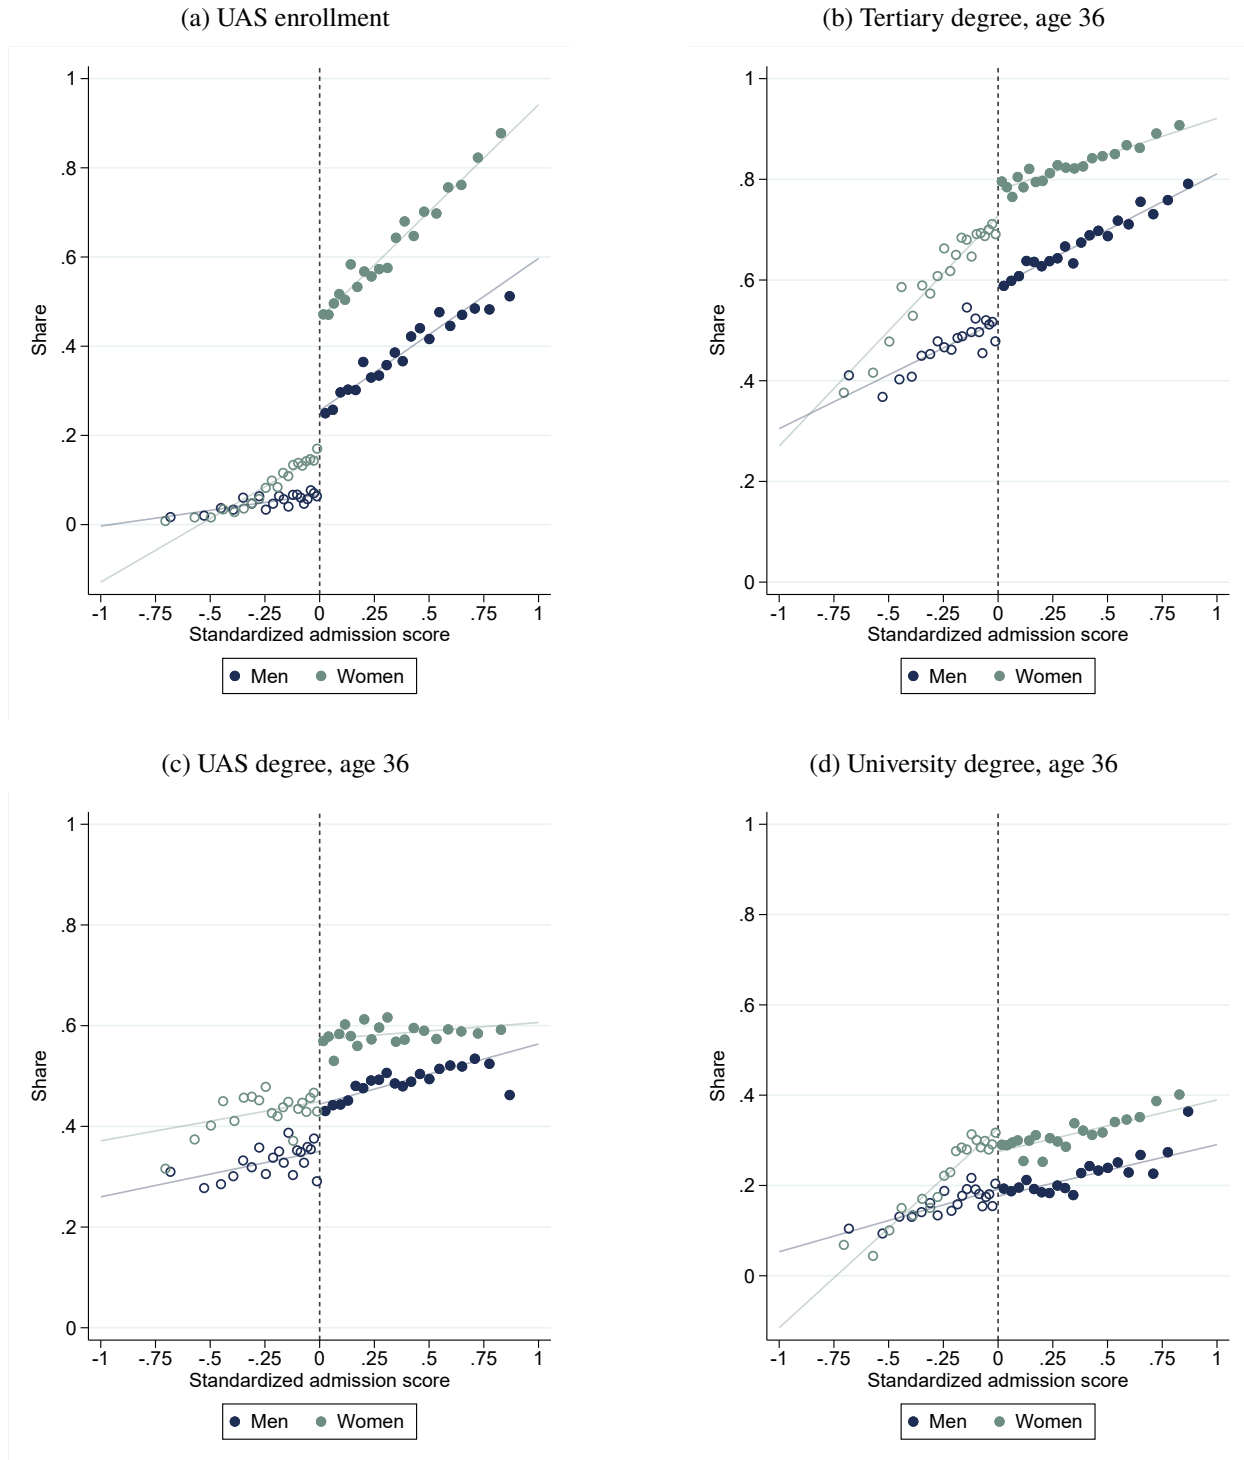 (a) UAS enrollment
1
.8
.6
.4
.2
0
Share
-1 -.75 -.5 -.25 0 .25 .5 .75 1
Standardized admission score
Men Women
(b) Tertiary degree, age 36
1
.8
.6
.4
.2
0
Share
-1 -.75 -.5 -.25 0 .25 .5 .75 1
Standardized admission score
Men Women
(c) UAS degree, age 36
1
.8
.6
.4
.2
0
Share
-1 -.75 -.5 -.25 0 .25 .5 .75 1
Standardized admission score
Men Women
(d) University degree, age 36
1
.8
.6
.4
.2
0
Share
-1 -.75 -.5 -.25 0 .25 .5 .75 1
Standardized admission score
Men Women